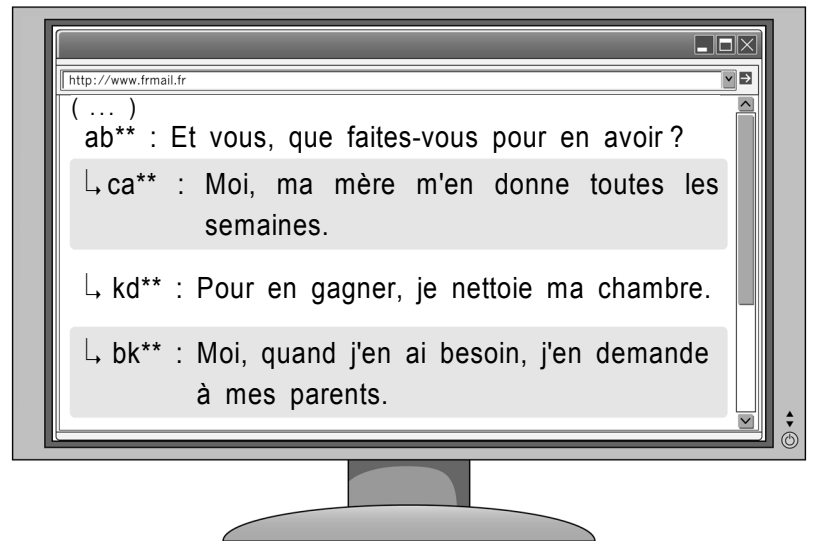 http://www.frmail.fr
( ... )
ab** : Et vous, que faites-vous pour en avoir ?
ca** : Moi, ma mère m'en donne toutes les
semaines.
kd** : Pour en gagner, je nettoie ma chambre.
bk** : Moi, quand j'en ai besoin, j'en demande
à mes parents.